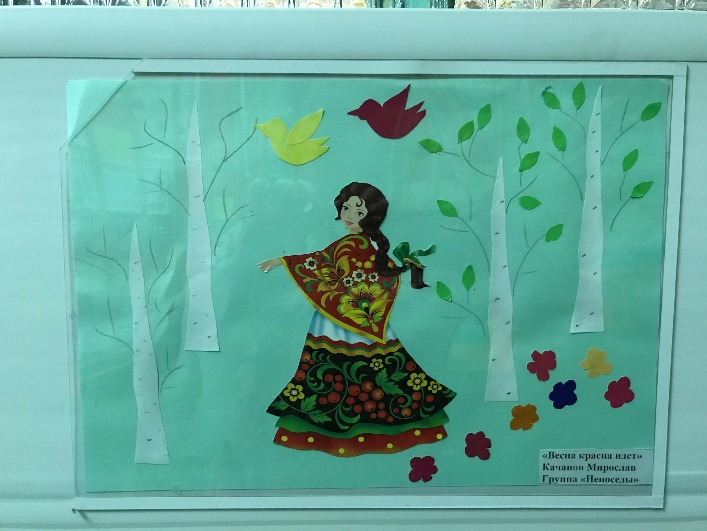 «Весна красна идет»
Качанов Мирослав
Группа «Непоседы»